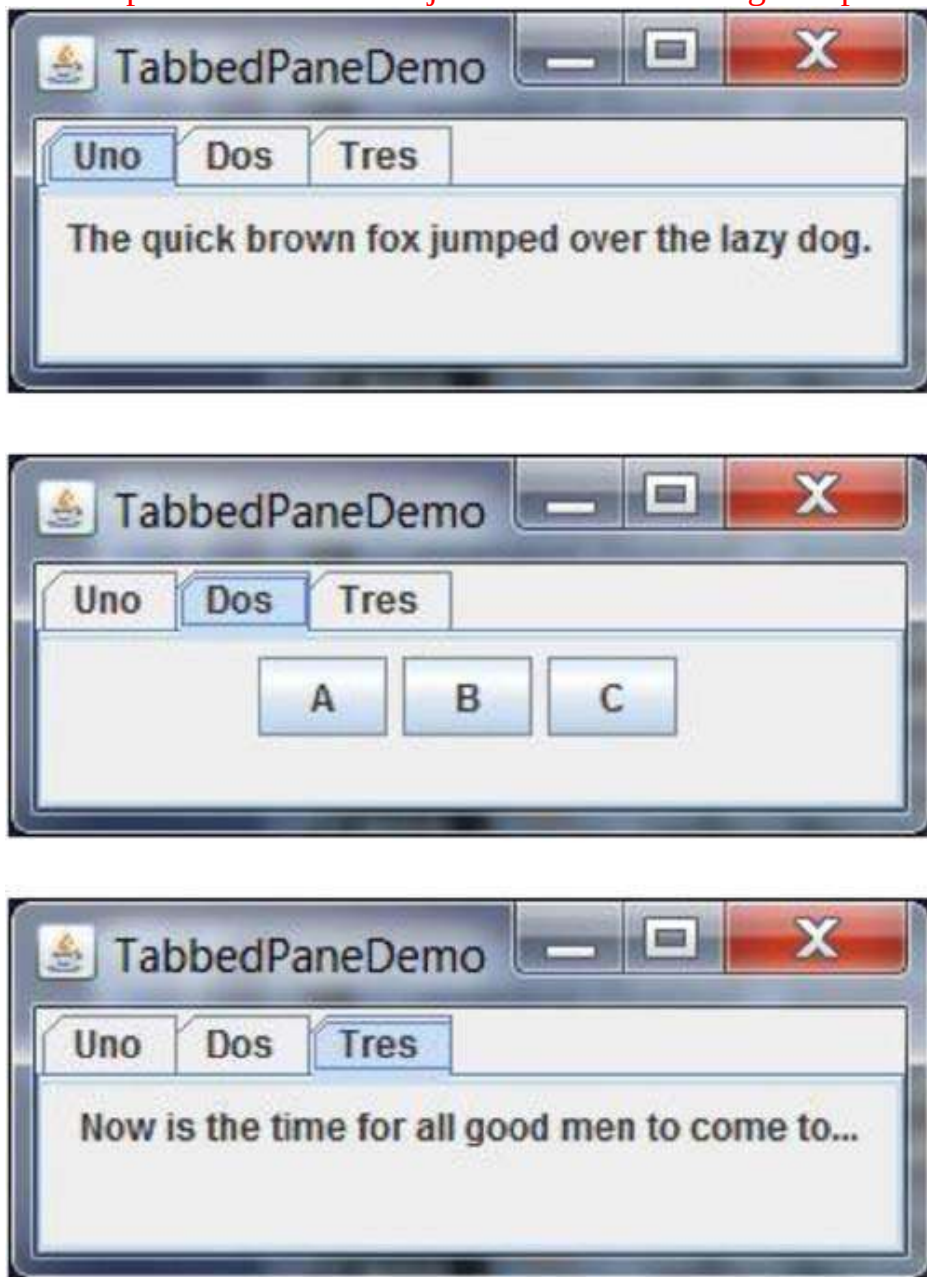 TabbedPaneDemo
Uno Dos Tres
The quick brown fox jumped over the lazy dog.
TabbedPaneDemo
Uno Dos Tres
A B C
TabbedPaneDemo
Uno Dos Tres
Now is the time for all good men to come to...